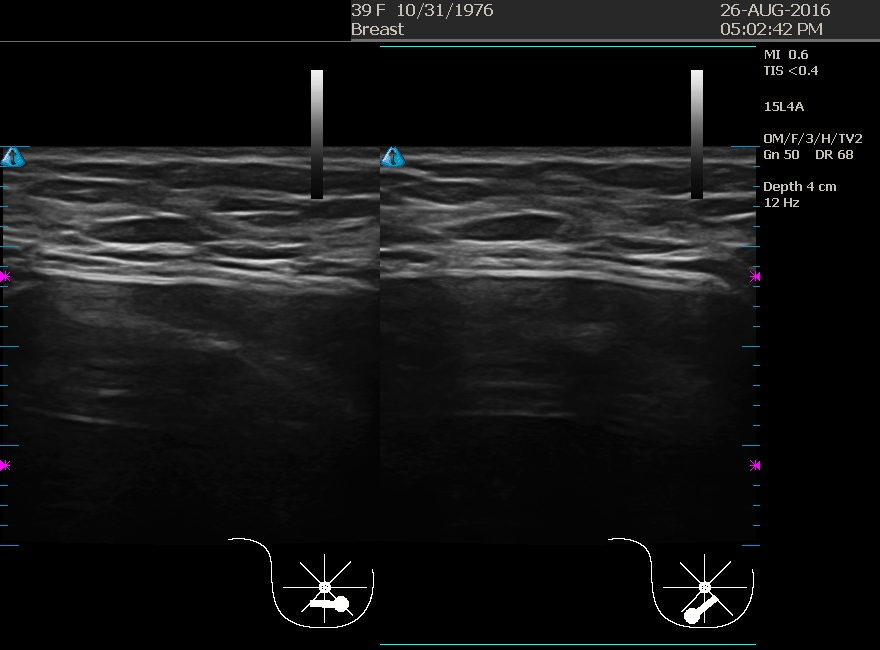 39 F 10/31/1976
26-AUG-2016
Breast
05:02:42 PM
MI 0.6
TIS <0.4
15L4A
OM/F/3/H/TV2
Gn 50 DR 68
Depth 4 cm
12 Hz